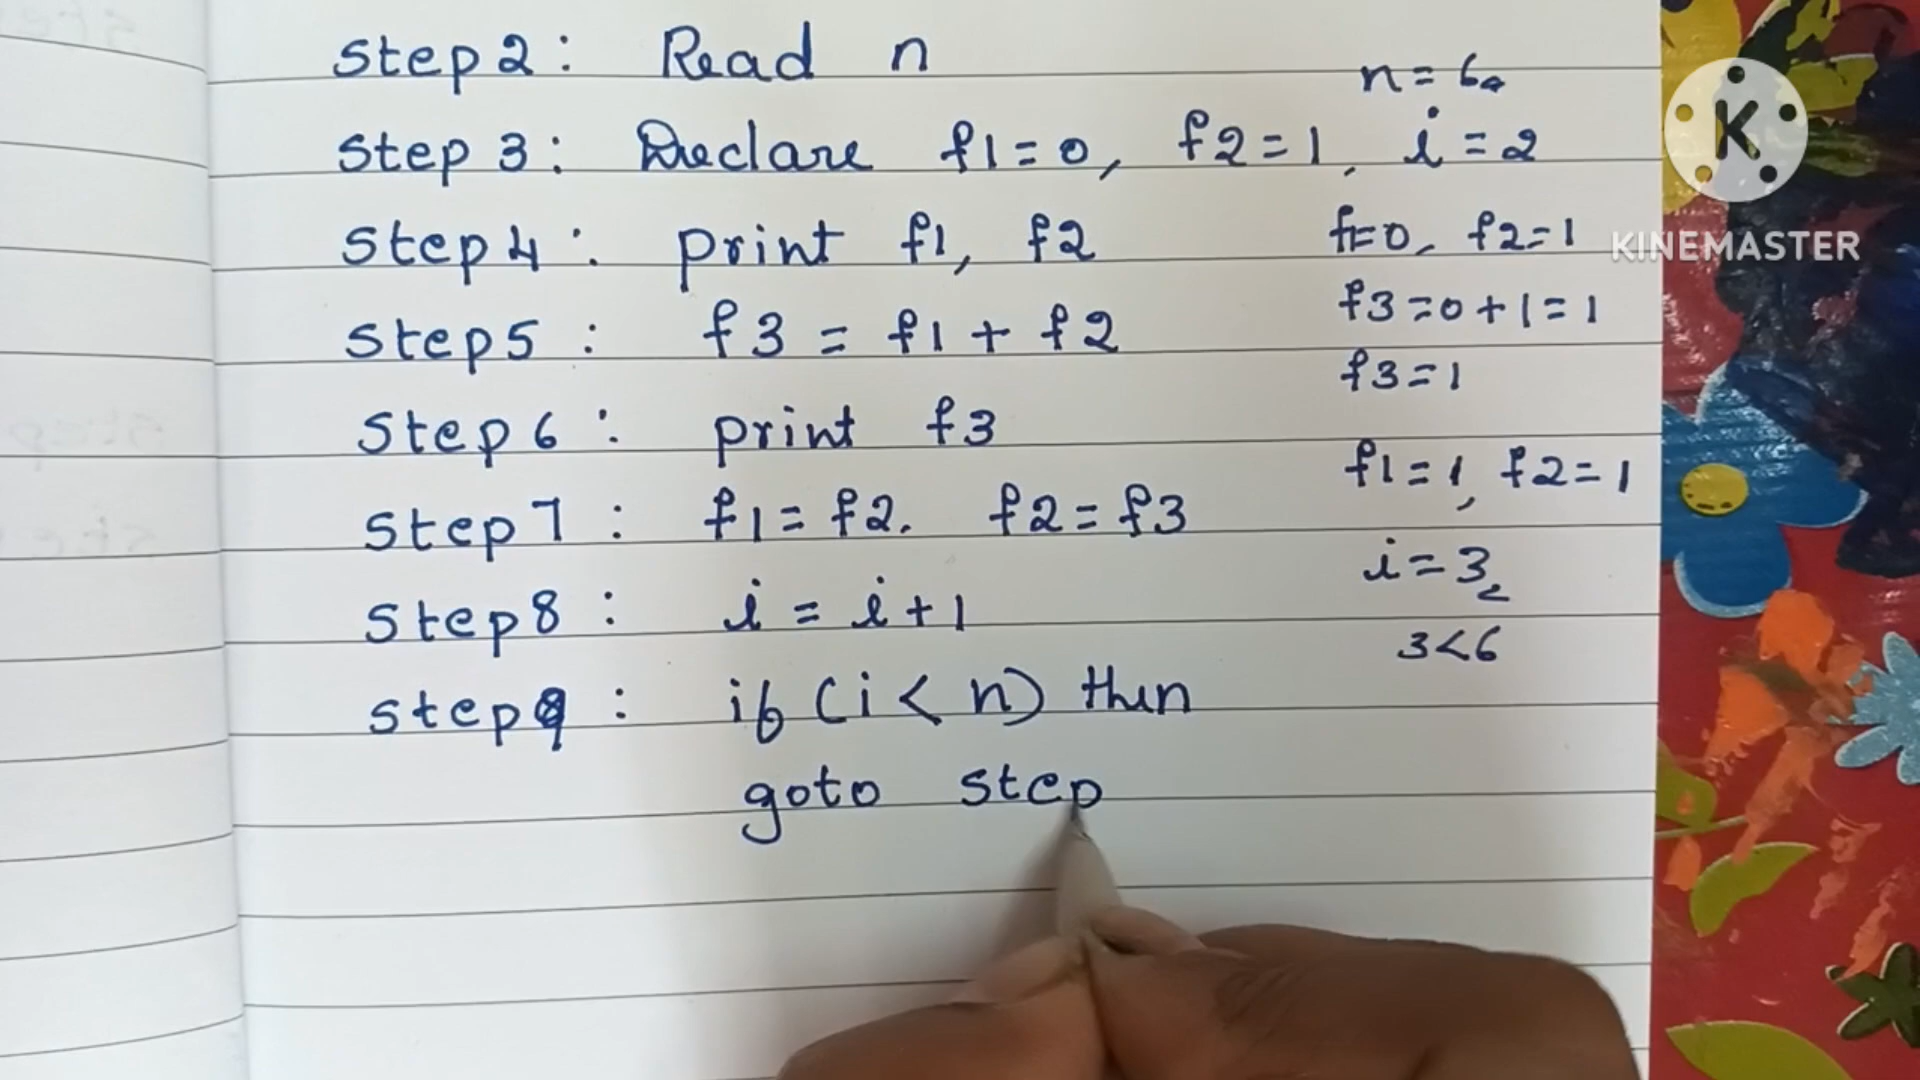 step 2 : Read n
n = 6
step 3 : Declare f1 = 0, f2 = 1, i = 2
step 4 : print f1, f2
f1=0, f2=1
KINEMASTER
step 5 : f3 = f1 + f2
f3=0+1=1
f3=1
step 6 : print f3
step 7 : f1 = f2. f2 = f3
f1=1, f2=1
step 8 : i = i + 1
i=3
3<6
step 9 : if (i < n) then
goto step